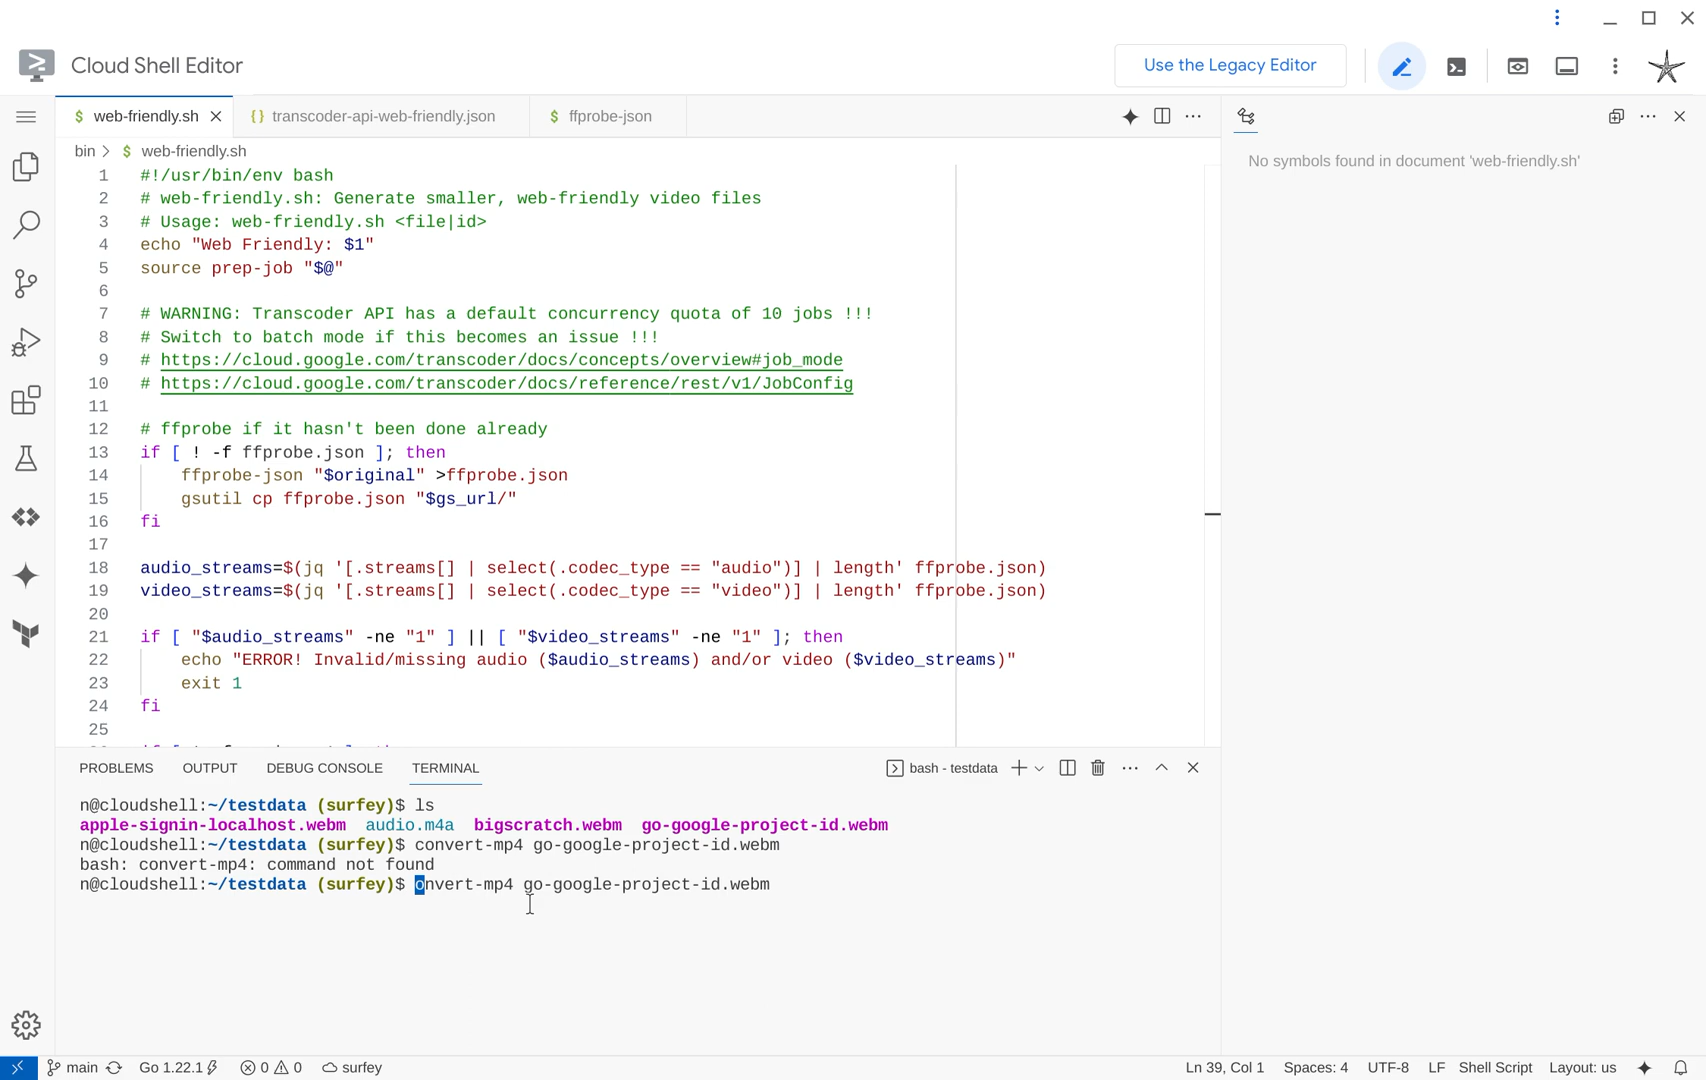 Cloud Shell Editor
Use the Legacy Editor
$ web-friendly.sh
{} transcoder-api-web-friendly.json
$ ffprobe-json
bin > $ web-friendly.sh
No symbols found in document 'web-friendly.sh'
1 #!/usr/bin/env bash
2 # web-friendly.sh: Generate smaller, web-friendly video files
3 # Usage: web-friendly.sh <file|id>
4 echo "Web Friendly: $1"
5 source prep-job "$@"
6
7 # WARNING: Transcoder API has a default concurrency quota of 10 jobs !!!
8 # Switch to batch mode if this becomes an issue !!!
9 # https://cloud.google.com/transcoder/docs/concepts/overview#job_mode
10 # https://cloud.google.com/transcoder/docs/reference/rest/v1/JobConfig
11
12 # ffprobe if it hasn't been done already
13 if [ ! -f ffprobe.json ]; then
14 ffprobe-json "$original" >ffprobe.json
15 gsutil cp ffprobe.json "$gs_url/"
16 fi
17
18 audio_streams=$(jq '[.streams[] | select(.codec_type == "audio")] | length' ffprobe.json)
19 video_streams=$(jq '[.streams[] | select(.codec_type == "video")] | length' ffprobe.json)
20
21 if [ "$audio_streams" -ne "1" ] || [ "$video_streams" -ne "1" ]; then
22 echo "ERROR! Invalid/missing audio ($audio_streams) and/or video ($video_streams)"
23 exit 1
24 fi
25
PROBLEMS OUTPUT DEBUG CONSOLE TERMINAL
bash - testdata
n@cloudshell:~/testdata (surfey)$ ls
apple-signin-localhost.webm audio.m4a bigscratch.webm go-google-project-id.webm
n@cloudshell:~/testdata (surfey)$ convert-mp4 go-google-project-id.webm
bash: convert-mp4: command not found
n@cloudshell:~/testdata (surfey)$ onvert-mp4 go-google-project-id.webm
main Go 1.22.1 0 0 surfey
Ln 39, Col 1 Spaces: 4 UTF-8 LF Shell Script Layout: us